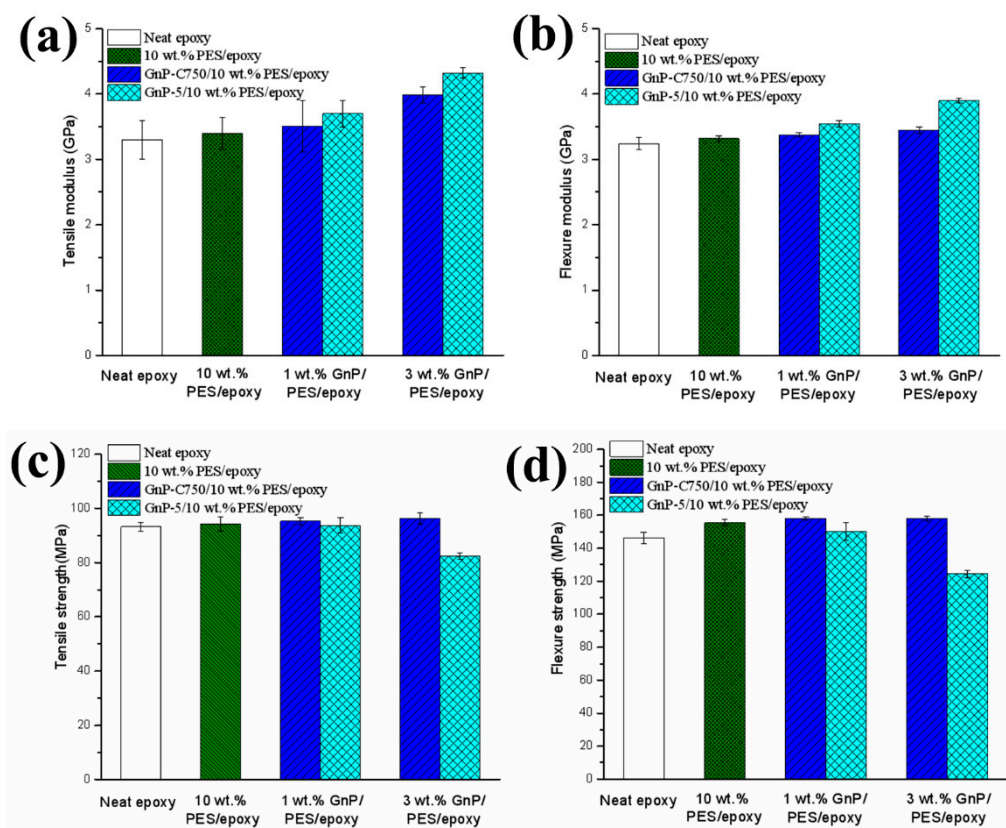 (a)
Neat epoxy
10 wt.% PES/epoxy
GnP-C750/10 wt.% PES/epoxy
GnP-5/10 wt.% PES/epoxy
5
4
3
2
1
0
Tensile modulus (GPa)
Neat epoxy
10 wt.%
PES/epoxy
1 wt.% GnP/
PES/epoxy
3 wt.% GnP/
PES/epoxy
(b)
Neat epoxy
10 wt.% PES/epoxy
GnP-C750/10 wt.% PES/epoxy
GnP-5/10 wt.% PES/epoxy
5
4
3
2
1
0
Flexure modulus (GPa)
Neat epoxy
10 wt.%
PES/epoxy
1 wt.% GnP/
PES/epoxy
3 wt.% GnP/
PES/epoxy
(c)
Neat epoxy
10 wt.% PES/epoxy
GnP-C750/10 wt.% PES/epoxy
GnP-5/10 wt.% PES/epoxy
120
100
80
60
40
20
0
Tensile strength(MPa)
Neat epoxy
10 wt.%
PES/epoxy
1 wt.% GnP/
PES/epoxy
3 wt.% GnP/
PES/epoxy
(d)
Neat epoxy
10 wt.% PES/epoxy
GnP-C750/10 wt.% PES/epoxy
GnP-5/10 wt.% PES/epoxy
200
180
160
140
120
100
80
60
40
20
0
Flexure strength(MPa)
Neat epoxy
10 wt.%
PES/epoxy
1 wt.% GnP/
PES/epoxy
3 wt.% GnP/
PES/epoxy